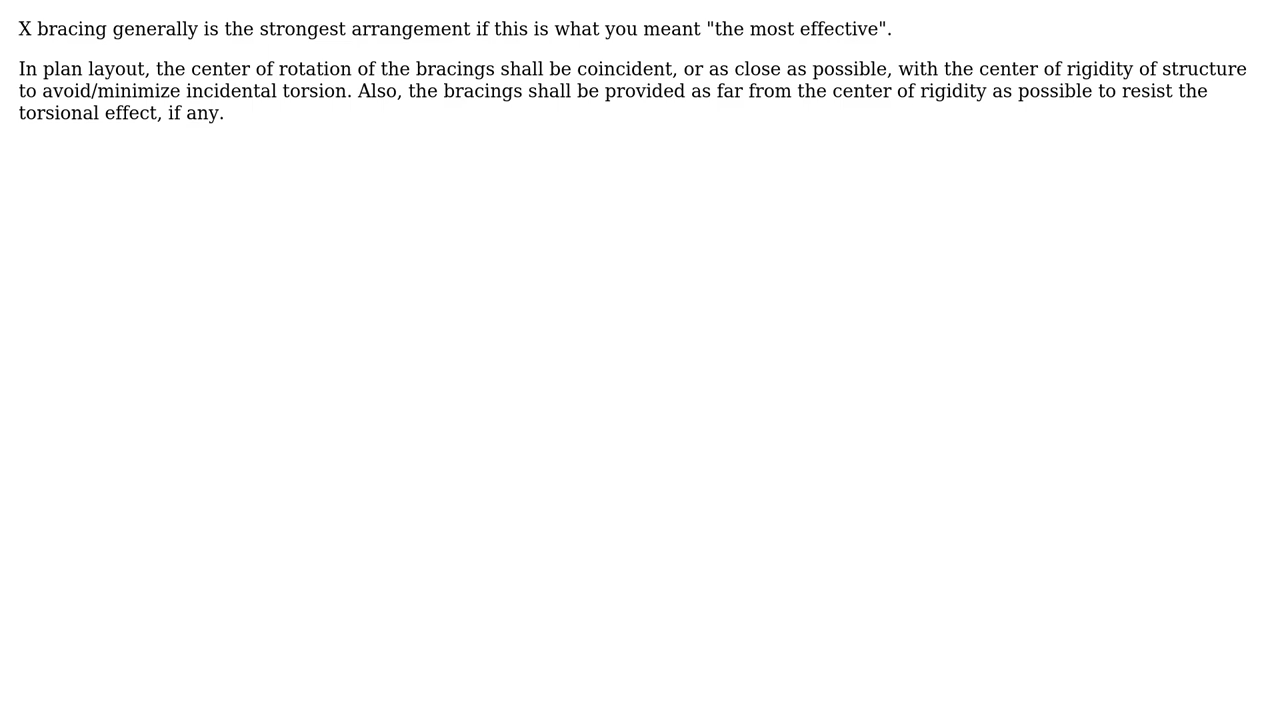 X bracing generally is the strongest arrangement if this is what you meant "the most effective".
In plan layout, the center of rotation of the bracings shall be coincident, or as close as possible, with the center of rigidity of structure
to avoid/minimize incidental torsion. Also, the bracings shall be provided as far from the center of rigidity as possible to resist the
torsional effect, if any.